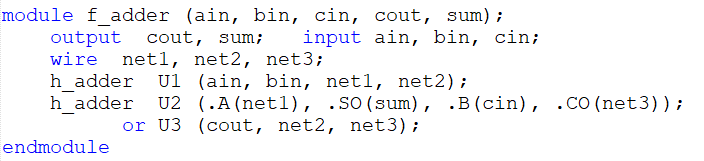 module f_adder (ain, bin, cin, cout, sum);
output cout, sum; input ain, bin, cin;
wire net1, net2, net3;
h_adder U1 (ain, bin, net1, net2);
h_adder U2 (.A(net1), .SO(sum), .B(cin), .CO(net3));
or U3 (cout, net2, net3);
endmodule